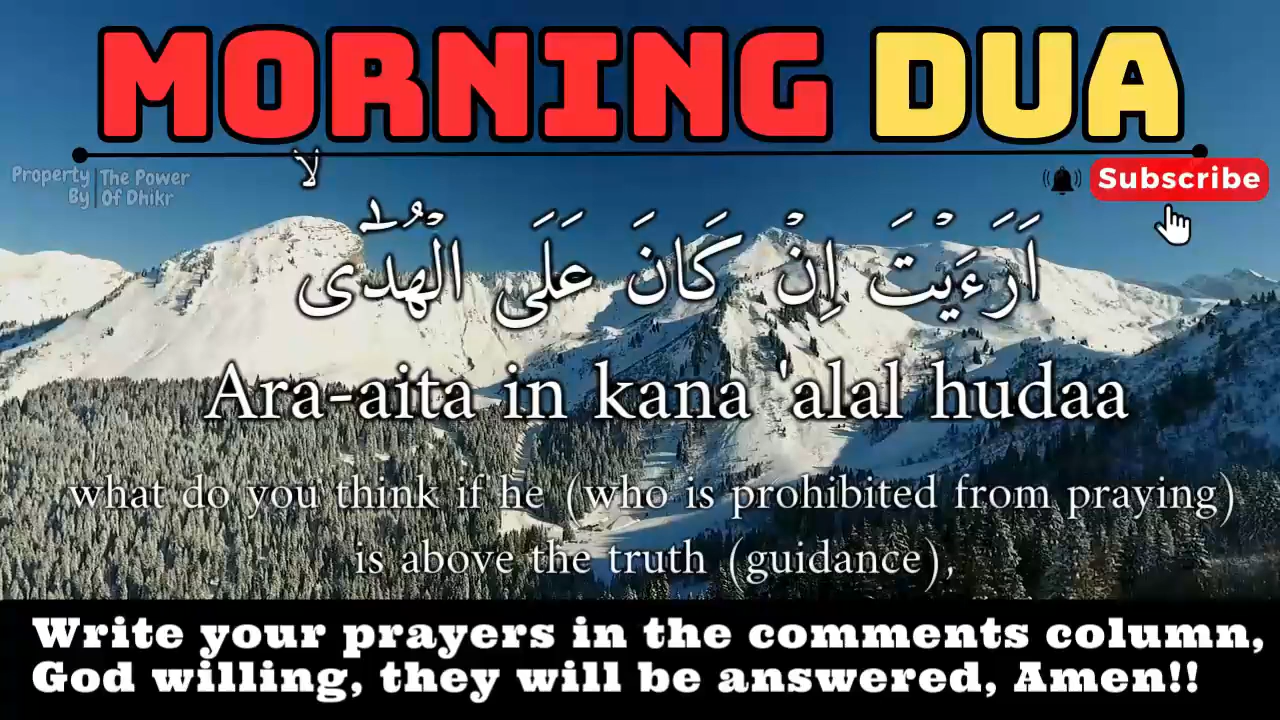 MORNING DUA
Property By | The Power Of Dhikr
Subscribe
اَرَءَيْتَ اِنْ كَانَ عَلَى الْهُدٰٓىۙ
Ara-aita in kana 'alal hudaa
what do you think if he (who is prohibited from praying)
is above the truth (guidance),
Write your prayers in the comments column,
God willing, they will be answered, Amen!!